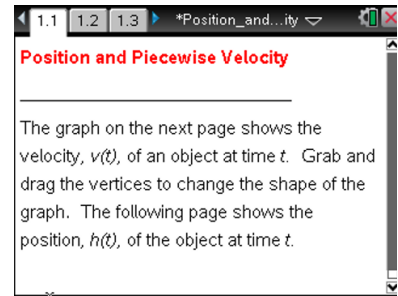 1.1 1.2 1.3 *Position_and…ity
Position and Piecewise Velocity
The graph on the next page shows the
velocity, v(t), of an object at time t. Grab and
drag the vertices to change the shape of the
graph. The following page shows the
position, h(t), of the object at time t.